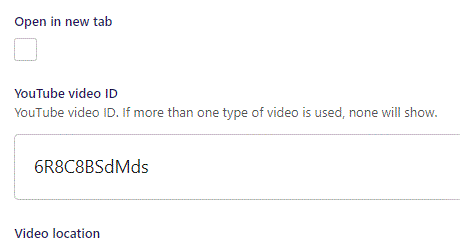 Open in new tab
YouTube video ID
YouTube video ID. If more than one type of video is used, none will show.
6R8C8BSdMds
Video location